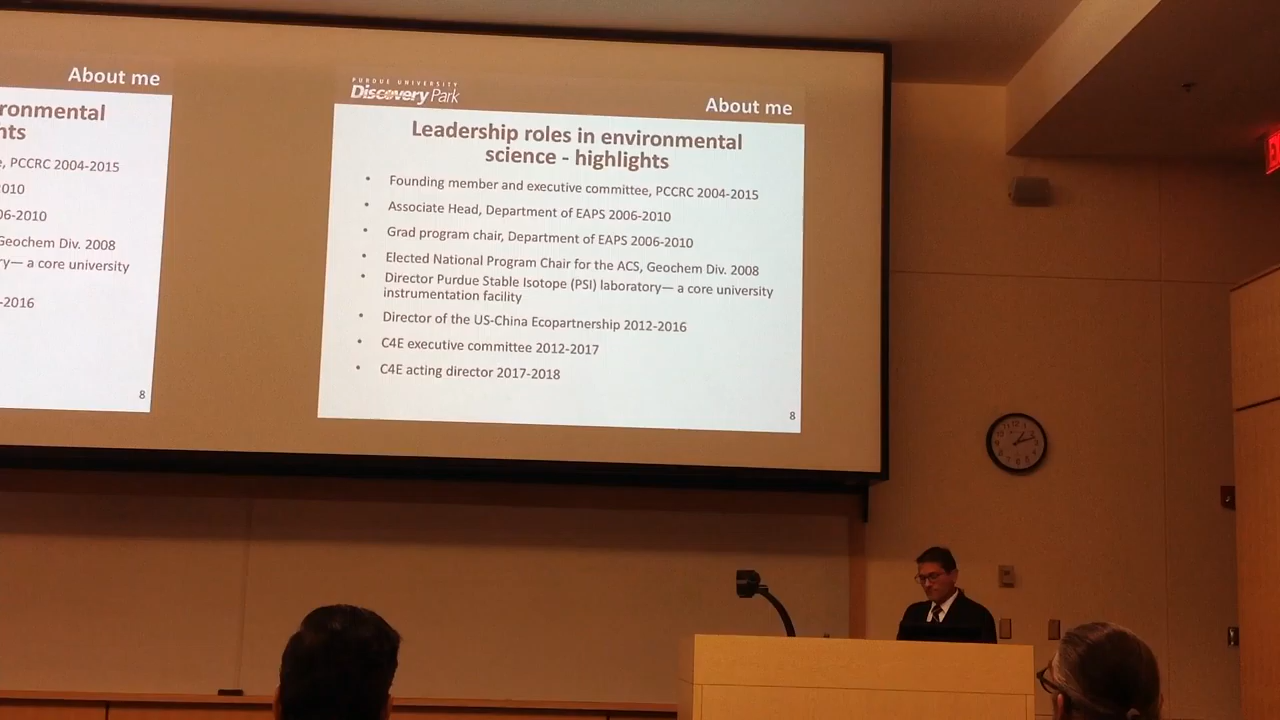 About me
ronmental
nts
e, PCCRC 2004-2015
010
06-2010
Geochem Div. 2008
ry— a core university
-2016
8
PURDUE UNIVERSITY
Discovery Park
About me
Leadership roles in environmental
science - highlights
• Founding member and executive committee, PCCRC 2004-2015
• Associate Head, Department of EAPS 2006-2010
• Grad program chair, Department of EAPS 2006-2010
• Elected National Program Chair for the ACS, Geochem Div. 2008
• Director Purdue Stable Isotope (PSI) laboratory— a core university
instrumentation facility
• Director of the US-China Ecopartnership 2012-2016
• C4E executive committee 2012-2017
• C4E acting director 2017-2018
8